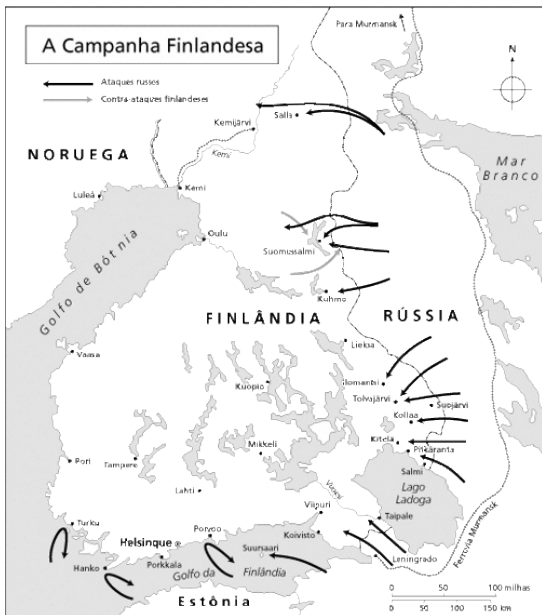 A Campanha Finlandesa
Ataques russos
Contra-ataques finlandeses
Para Murmansk
N
Salla
Kemijärvi
Kemi
NORUEGA
Mar
Branco
Luleå
Kemi
Oulu
Golfo de Bótnia
Suomussalmi
Kuhmo
FINLÂNDIA
RÚSSIA
Lieksa
Vaasa
Ilomantsi
Kuopio
Tolvajärvi
Suojärvi
Kollaa
Mikkeli
Kitelä
Pitkäranta
Pori
Tampere
Salmi
Lahti
Vuoksi
Lago
Ladoga
Viipuri
Turku
Taipale
Helsinque
Porvoo
Koivisto
Suursaari
Hanko
Porkkala
Golfo da
Finlândia
Leningrado
Ferrovia Murmansk
Estônia
0 50 100 milhas
0 50 100 150 km